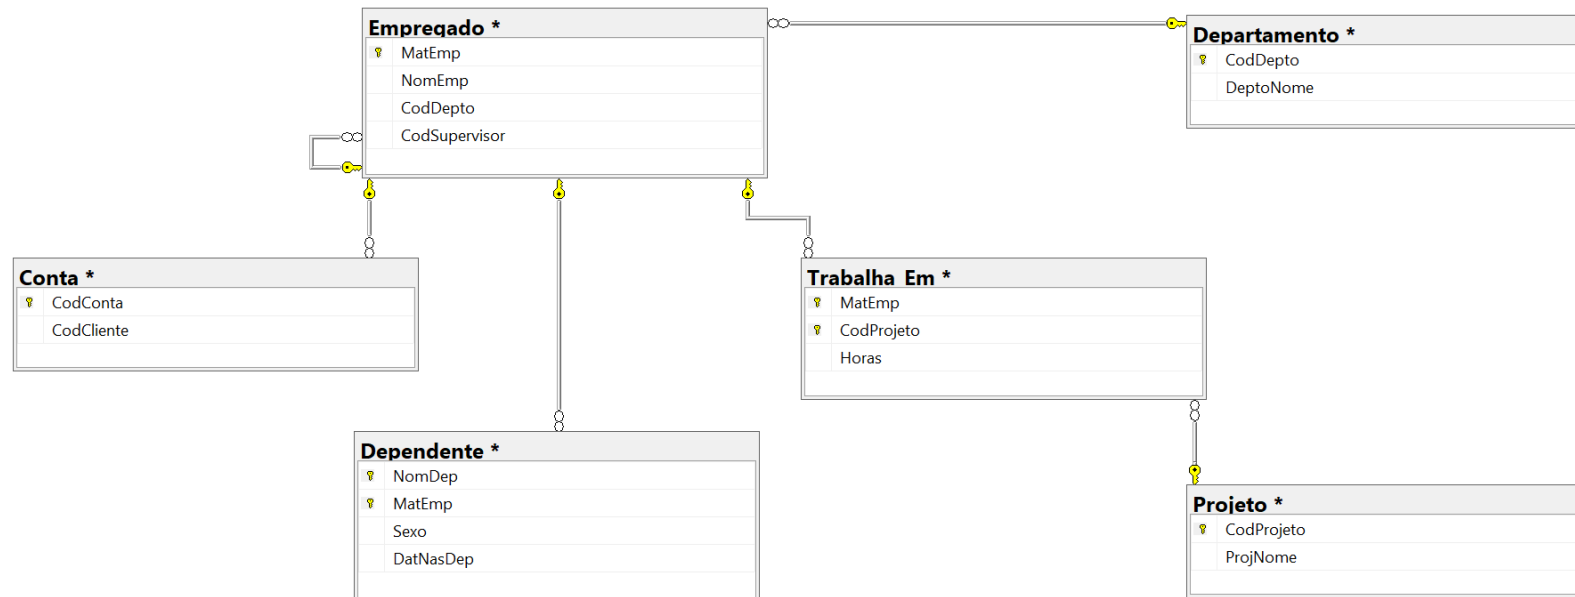 Empregado *
MatEmp
NomEmp
CodDepto
CodSupervisor
Departamento *
CodDepto
DeptoNome
Conta *
CodConta
CodCliente
Trabalha_Em *
MatEmp
CodProjeto
Horas
Dependente *
NomDep
MatEmp
Sexo
DatNasDep
Projeto *
CodProjeto
ProjNome